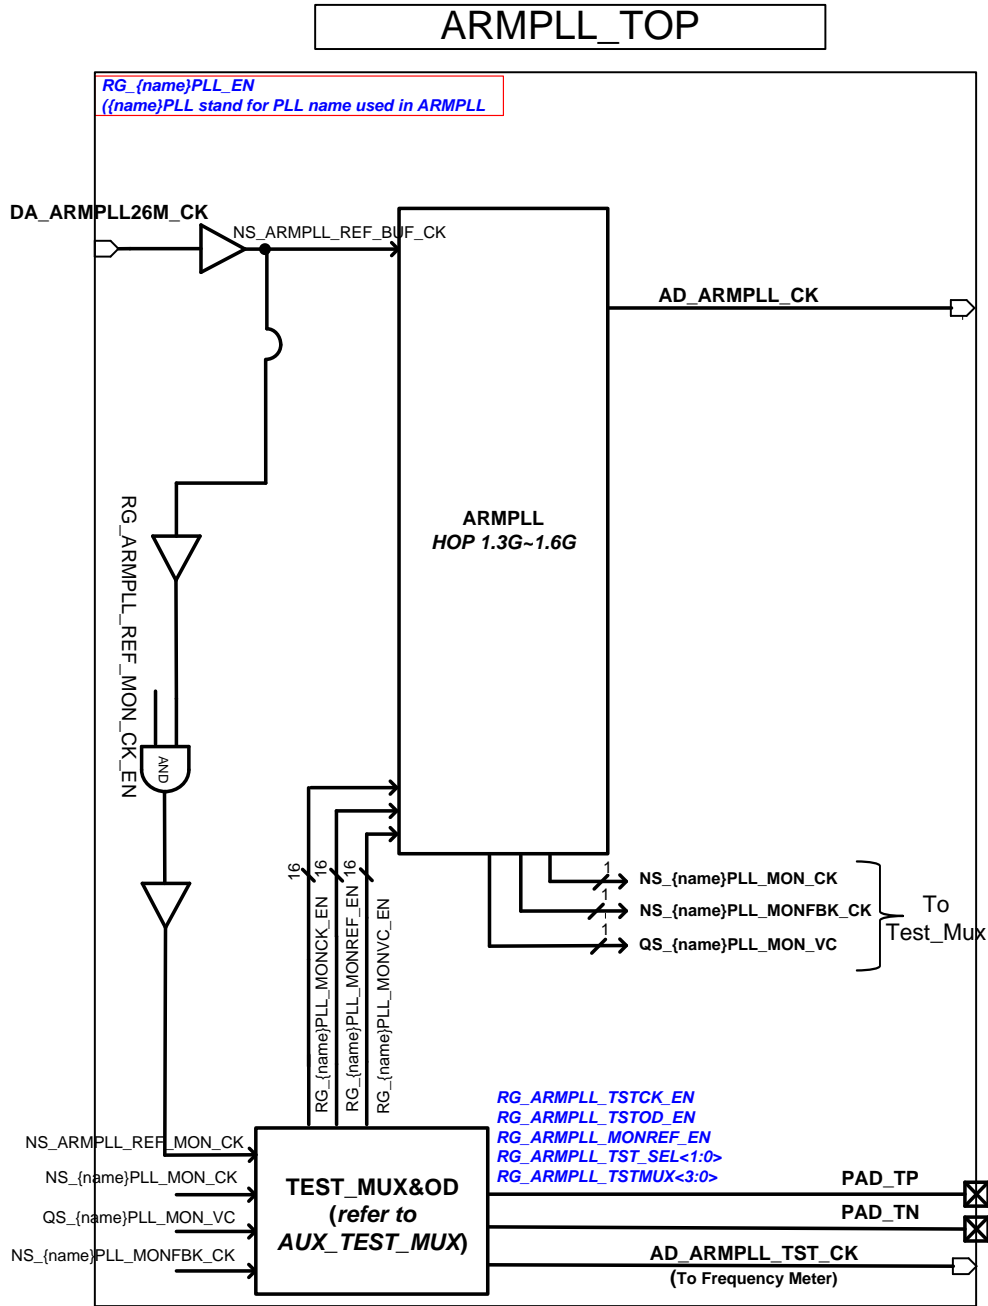 ARMPLL_TOP
RG_{name}PLL_EN
({name}PLL stand for PLL name used in ARMPLL
DA_ARMPLL26M_CK
NS_ARMPLL_REF_BUF_CK
AD_ARMPLL_CK
RG_ARMPLL_REF_MON_CK_EN
ARMPLL
HOP 1.3G~1.6G
AND
16
16
16
RG_{name}PLL_MONCK_EN
RG_{name}PLL_MONREF_EN
RG_{name}PLL_MONVC_EN
1
NS_{name}PLL_MON_CK
1
NS_{name}PLL_MONFBK_CK
1
QS_{name}PLL_MON_VC
To
Test_Mux
RG_ARMPLL_TSTCK_EN
RG_ARMPLL_TSTOD_EN
RG_ARMPLL_MONREF_EN
RG_ARMPLL_TST_SEL<1:0>
RG_ARMPLL_TSTMUX<3:0>
NS_ARMPLL_REF_MON_CK
NS_{name}PLL_MON_CK
QS_{name}PLL_MON_VC
NS_{name}PLL_MONFBK_CK
TEST_MUX&OD
(refer to
AUX_TEST_MUX)
PAD_TP
PAD_TN
AD_ARMPLL_TST_CK
(To Frequency Meter)